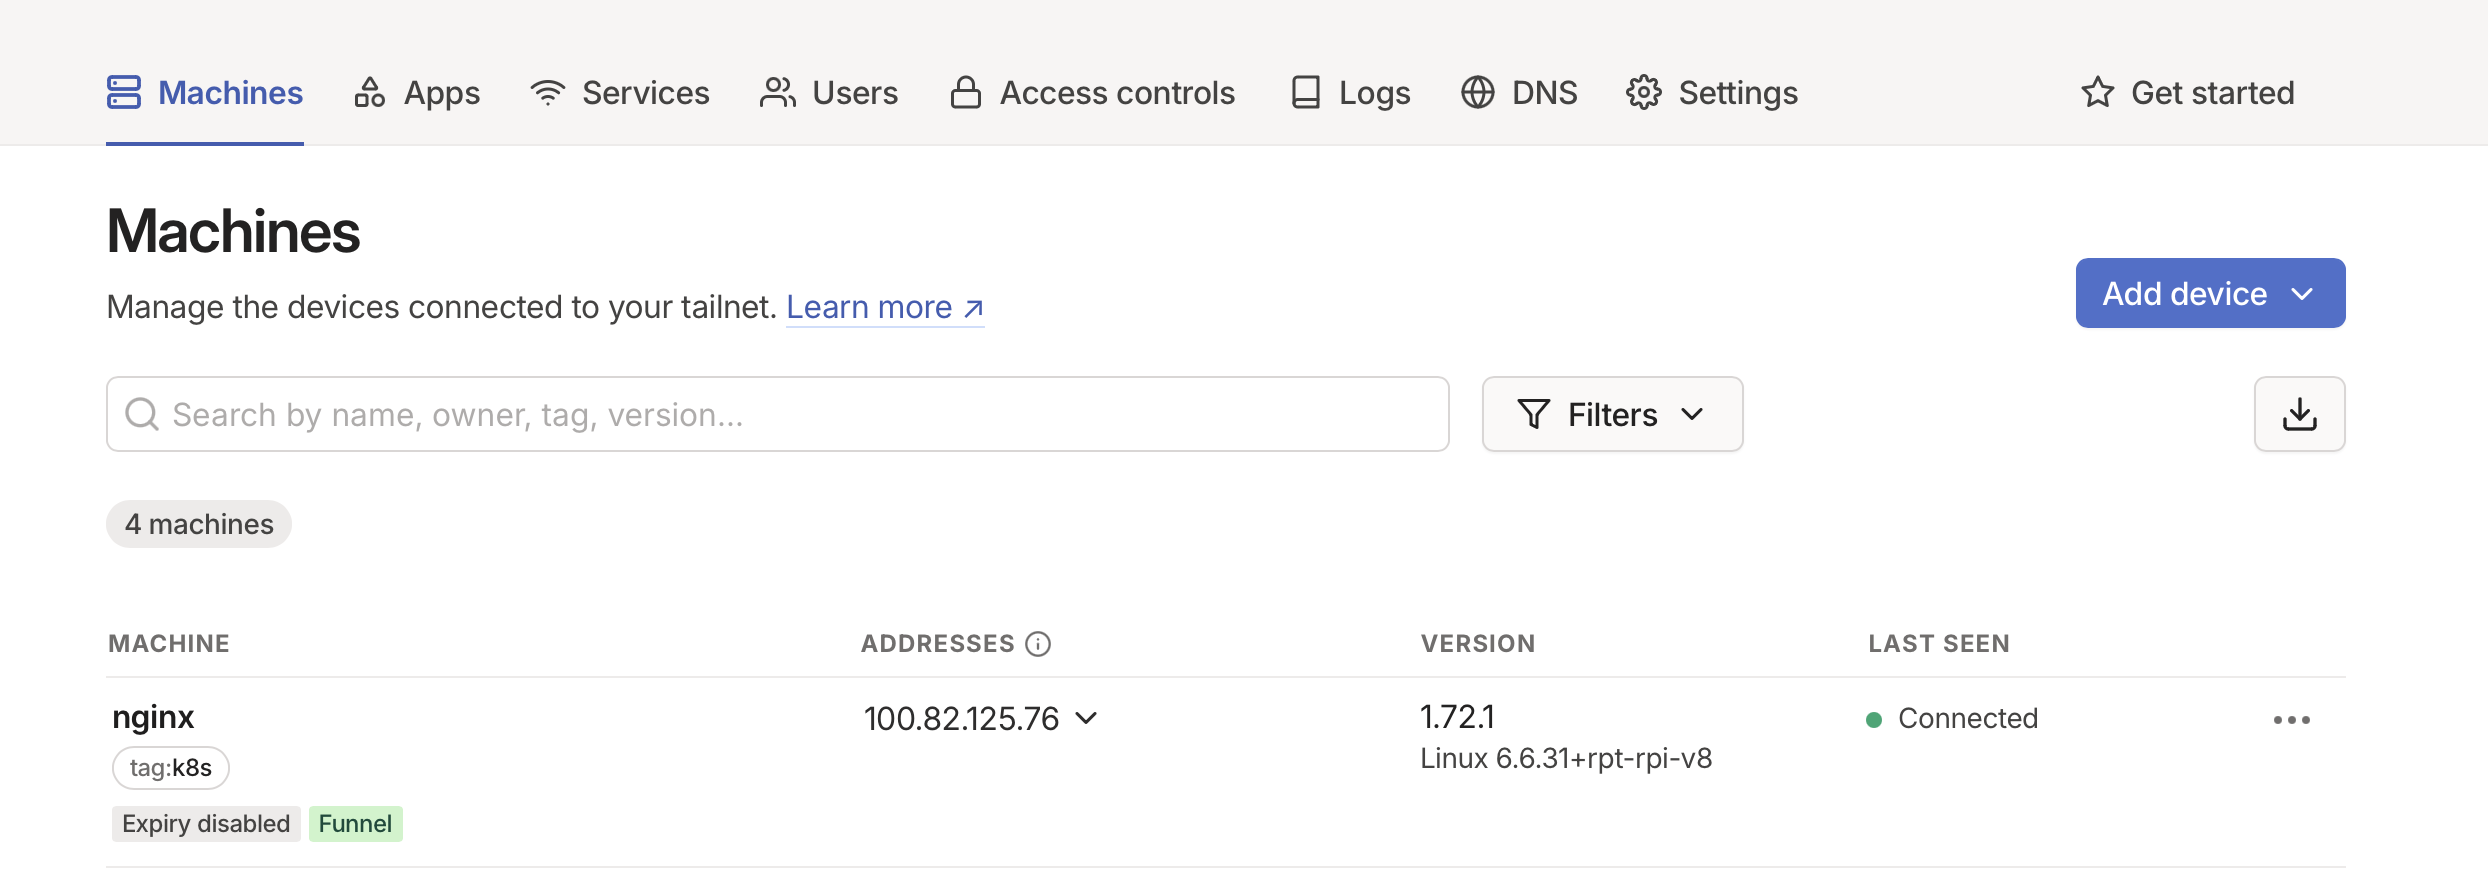 Machines Apps Services Users Access controls Logs DNS Settings Get started
Machines
Manage the devices connected to your tailnet. Learn more ↗
Add device
Search by name, owner, tag, version...
Filters
4 machines
MACHINE ADDRESSES VERSION LAST SEEN
nginx 100.82.125.76 1.72.1 Connected
Linux 6.6.31+rpt-rpi-v8
tag:k8s
Expiry disabled Funnel